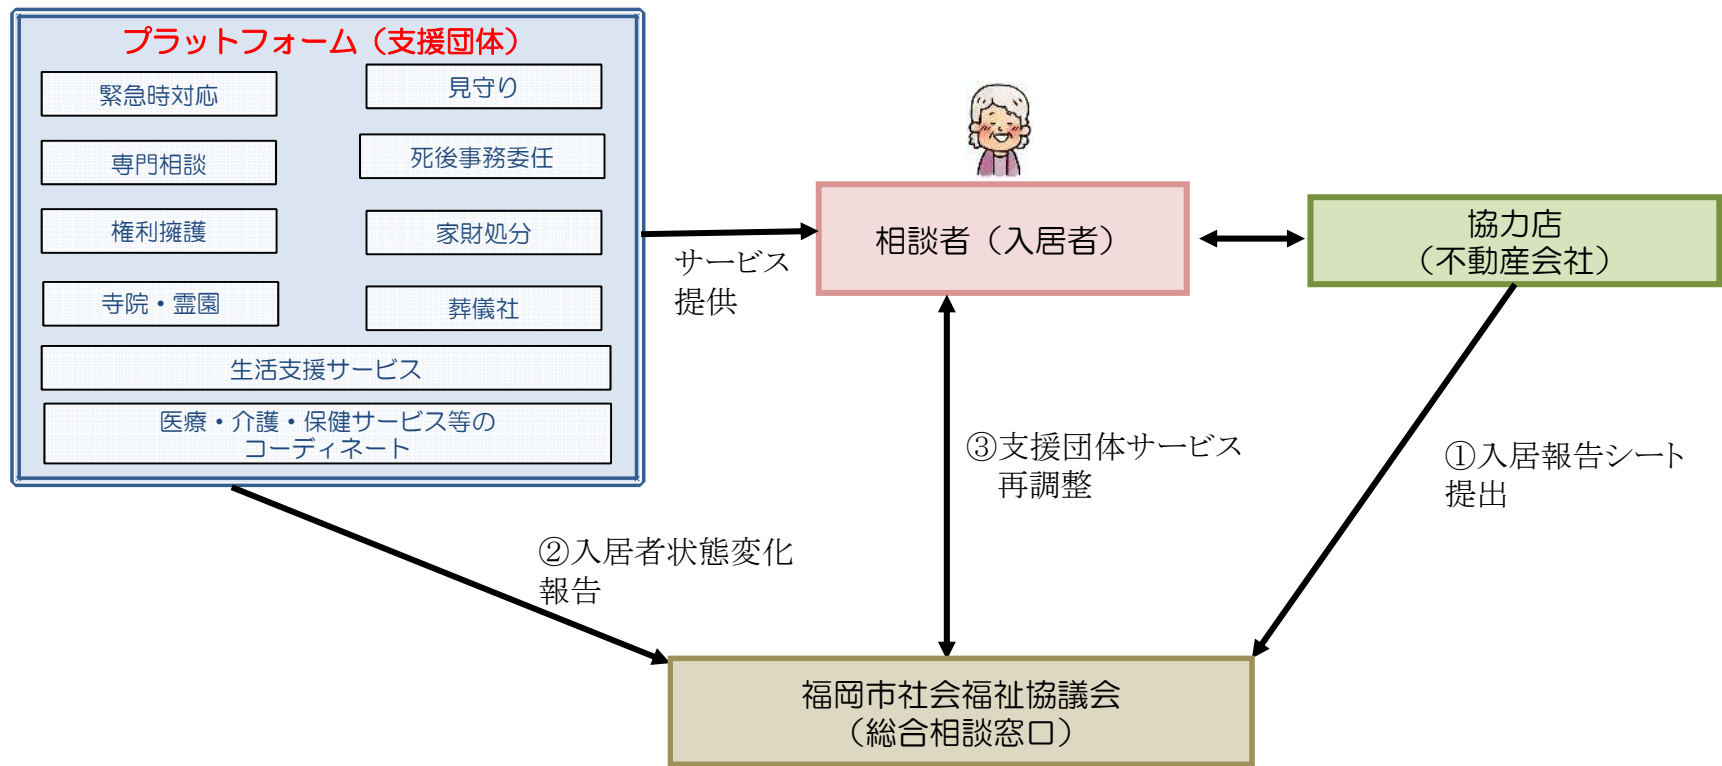 プラットフォーム（支援団体）
緊急時対応
見守り
専門相談
死後事務委任
権利擁護
家財処分
寺院・霊園
葬儀社
生活支援サービス
医療・介護・保健サービス等の
コーディネート
サービス
提供
相談者（入居者）
協力店
（不動産会社）
③支援団体サービス
再調整
①入居報告シート
提出
②入居者状態変化
報告
福岡市社会福祉協議会
（総合相談窓口）